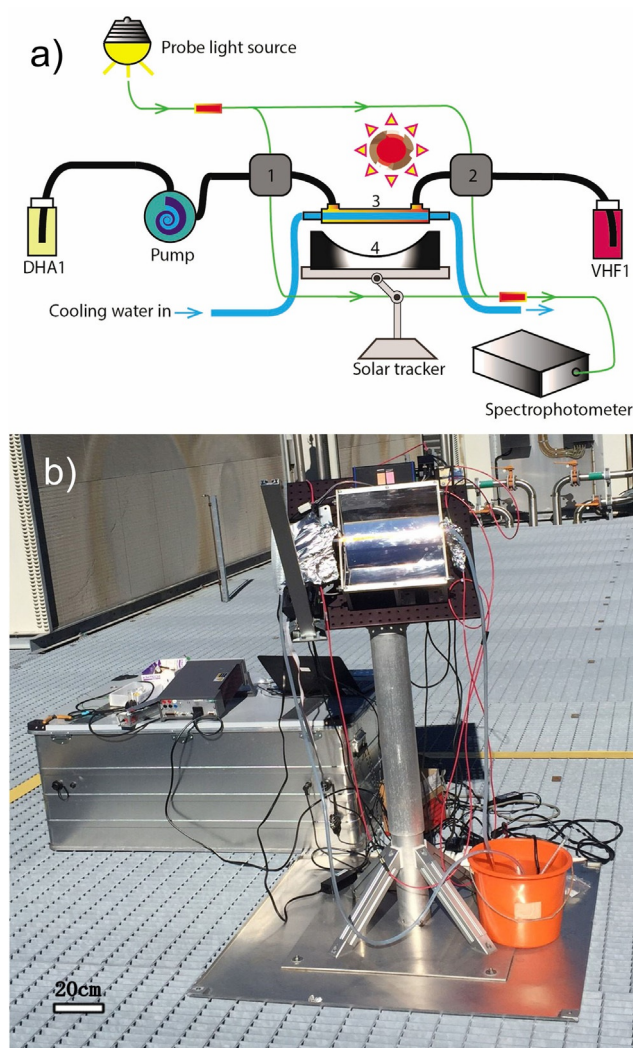 a)
Probe light source
1
2
3
4
DHA1
Pump
VHF1
Cooling water in
Solar tracker
Spectrophotometer
b)
20cm